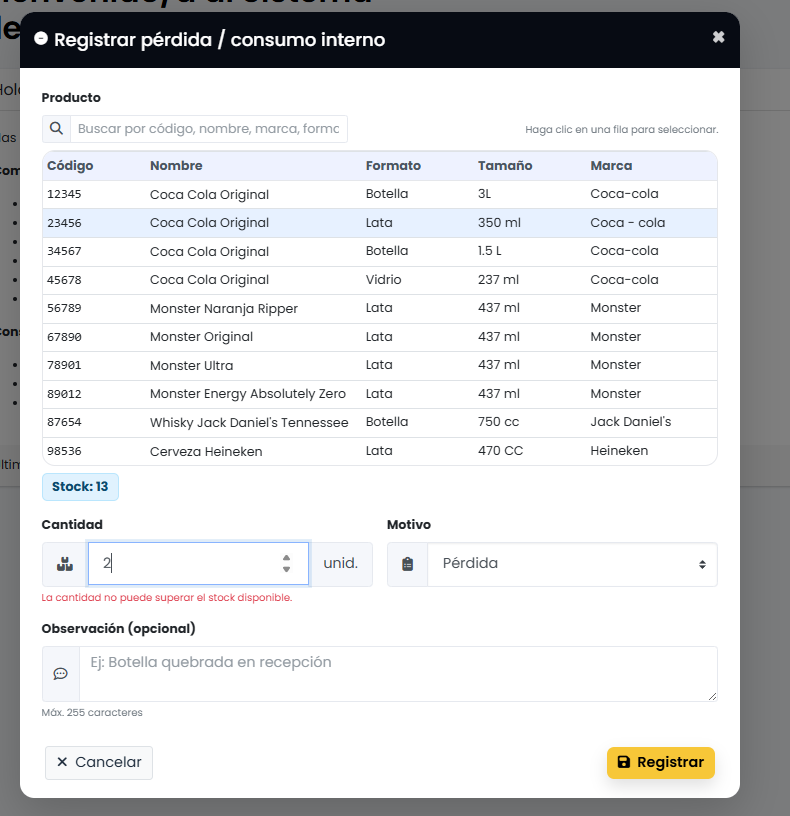 Registrar pérdida / consumo interno
Producto
Buscar por código, nombre, marca, forma
Haga clic en una fila para seleccionar.
Código Nombre Formato Tamaño Marca
12345 Coca Cola Original Botella 3L Coca-cola
23456 Coca Cola Original Lata 350 ml Coca - cola
34567 Coca Cola Original Botella 1.5 L Coca-cola
45678 Coca Cola Original Vidrio 237 ml Coca-cola
56789 Monster Naranja Ripper Lata 437 ml Monster
67890 Monster Original Lata 437 ml Monster
78901 Monster Ultra Lata 437 ml Monster
89012 Monster Energy Absolutely Zero Lata 437 ml Monster
87654 Whisky Jack Daniel's Tennessee Botella 750 cc Jack Daniel's
98536 Cerveza Heineken Lata 470 CC Heineken
Stock: 13
Cantidad Motivo
2 unid. Pérdida
La cantidad no puede superar el stock disponible.
Observación (opcional)
Ej: Botella quebrada en recepción
Máx. 255 caracteres
Cancelar Registrar